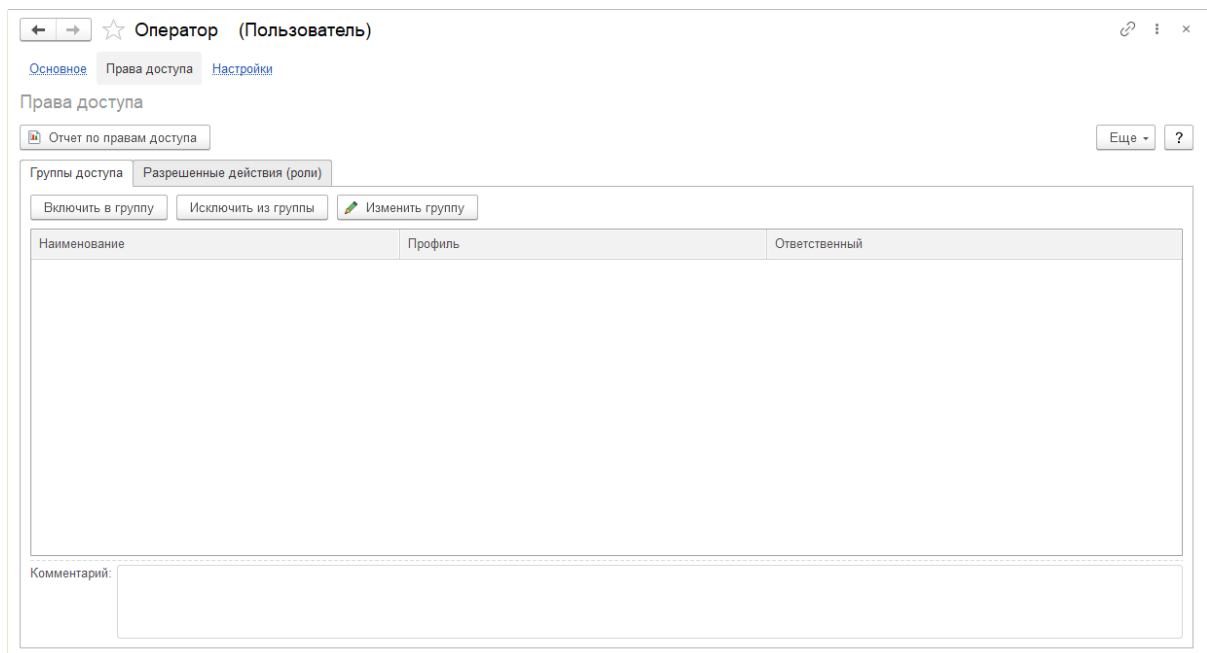 Оператор (Пользователь)
Основное Права доступа Настройки
Права доступа
Отчет по правам доступа Еще ?
Группы доступа Разрешенные действия (роли)
Включить в группу Исключить из группы Изменить группу
Наименование Профиль Ответственный
Комментарий: